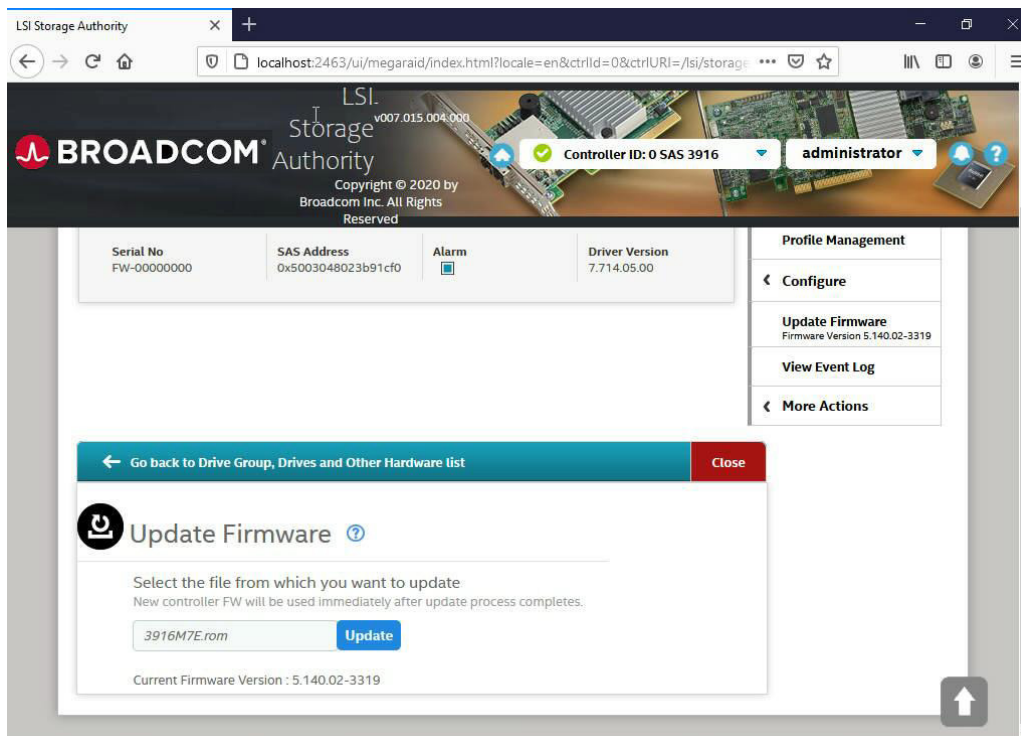 LSI Storage Authority
localhost:2463/ui/megaraid/index.html?locale=en&ctrlId=0&ctrlURI=/lsi/storage
BROADCOM®
LSI
Storage
Authority
v007.015.004.000
Copyright © 2020 by
Broadcom Inc. All Rights
Reserved
Controller ID: 0 SAS 3916
administrator
Serial No
FW-00000000
SAS Address
0x5003048023b91cf0
Alarm
Driver Version
7.714.05.00
Profile Management
Configure
Update Firmware
Firmware Version 5.140.02-3319
View Event Log
More Actions
Go back to Drive Group, Drives and Other Hardware list
Close
Update Firmware
Select the file from which you want to update
New controller FW will be used immediately after update process completes.
3916M7E.rom
Update
Current Firmware Version : 5.140.02-3319